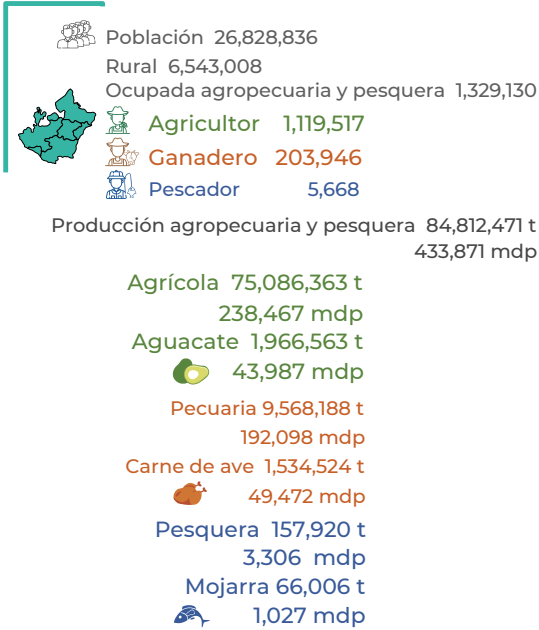 Población 26,828,836
Rural 6,543,008
Ocupada agropecuaria y pesquera 1,329,130
Agricultor 1,119,517
Ganadero 203,946
Pescador 5,668
Producción agropecuaria y pesquera 84,812,471 t
433,871 mdp
Agrícola 75,086,363 t
238,467 mdp
Aguacate 1,966,563 t
43,987 mdp
Pecuaria 9,568,188 t
192,098 mdp
Carne de ave 1,534,524 t
49,472 mdp
Pesquera 157,920 t
3,306 mdp
Mojarra 66,006 t
1,027 mdp